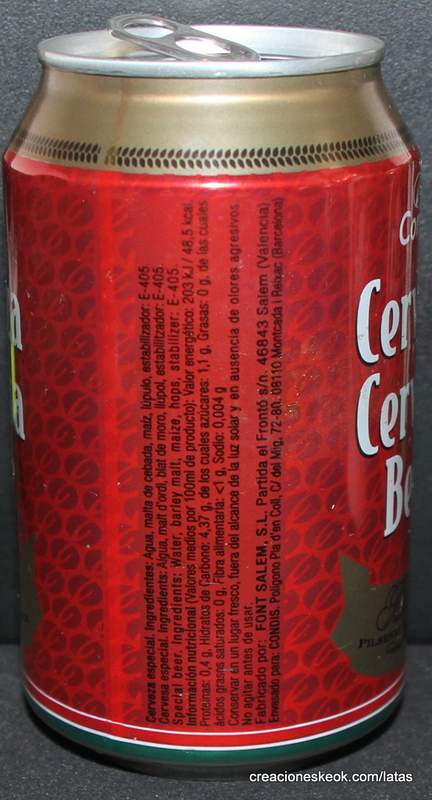 Cerveza especial. Ingredientes: Agua, malta de cebada, maíz, lúpulo, estabilizador: E-405.
Cervesa especial. Ingredients: Aigua, malt d'ordi, blat de moro, llúpol, estabilitzador: E-405.
Special beer. Ingredients: Water, barley malt, maize, hops, stabilizer: E-405.
Información nutricional (Valores medios por 100ml de producto): Valor energético: 203 kJ / 48,5 kcal,
Proteínas: 0,4 g, Hidratos de Carbono: 4,37 g, de los cuales azúcares: 1,1 g, Grasas: 0 g, de las cuales
ácidos grasos saturados: 0 g, Fibra alimentaria: <1 g, Sodio: 0,004 g
Conservar en un lugar fresco, fuera del alcance de la luz solar y en ausencia de olores agresivos
No agitar antes de usar.
Fabricado por: FONT SALEM, S.L. Partida el Frontó s/n. 46843 Salem (Valencia)
Envasado para: CONDIS. Polígono Pla d'en Coll, C/ del Mig, 72-80. 08110 Montcada i Reixac (Barcelona)
Co
Cerv
Cerv
Be
PILSEN
a
a
creacioneskeok.com/latas